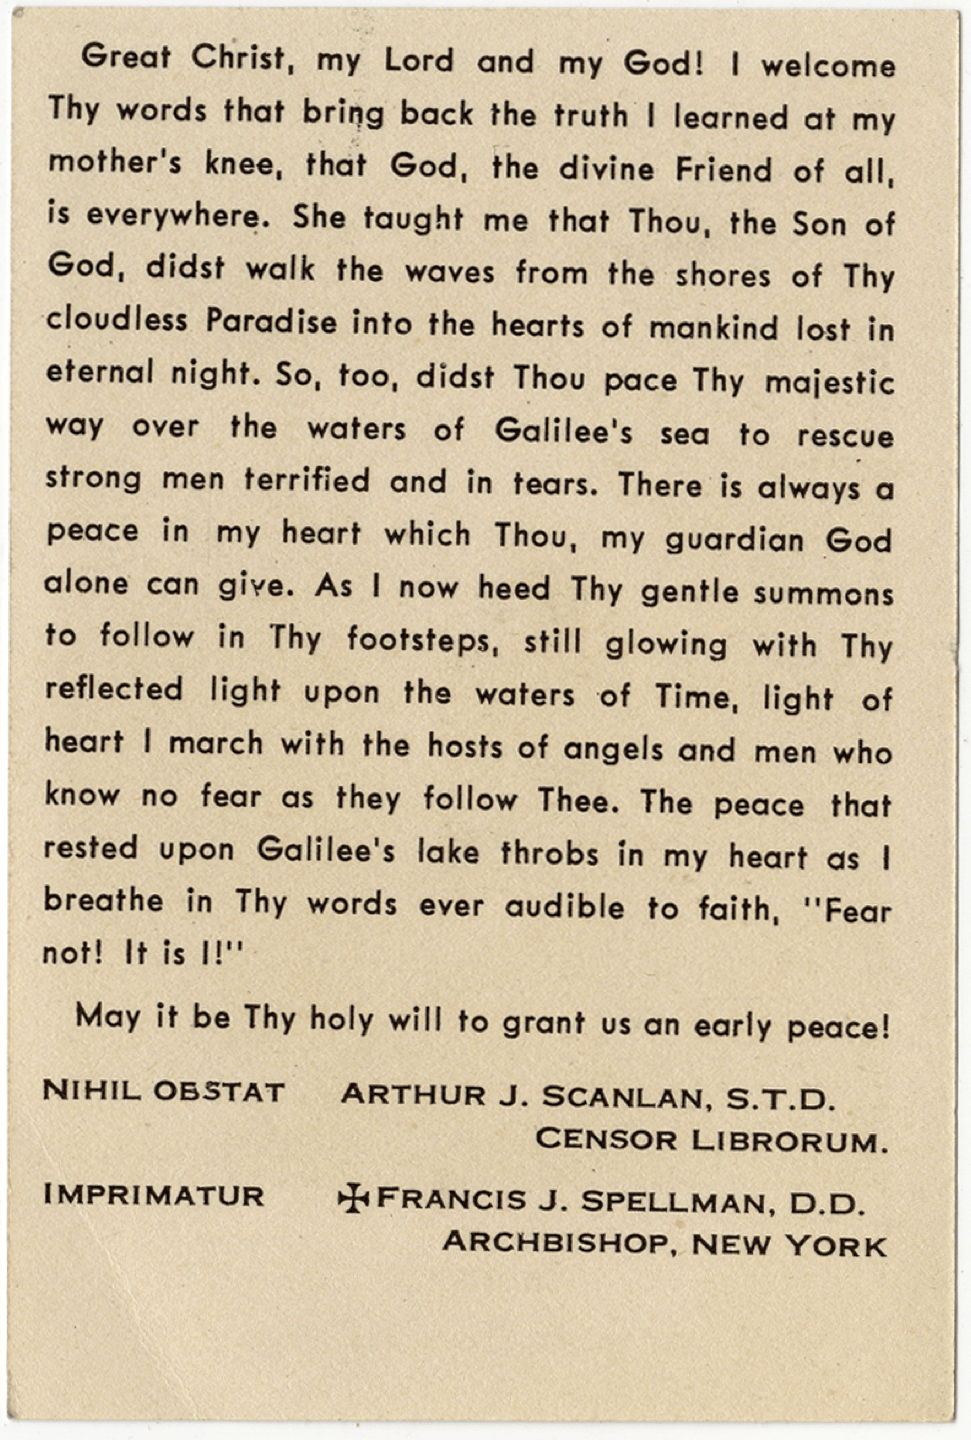 Great Christ, my Lord and my God! I welcome
Thy words that bring back the truth I learned at my
mother's knee, that God, the divine Friend of all,
is everywhere. She taught me that Thou, the Son of
God, didst walk the waves from the shores of Thy
cloudless Paradise into the hearts of mankind lost in
eternal night. So, too, didst Thou pace Thy majestic
way over the waters of Galilee's sea to rescue
strong men terrified and in tears. There is always a
peace in my heart which Thou, my guardian God
alone can give. As I now heed Thy gentle summons
to follow in Thy footsteps, still glowing with Thy
reflected light upon the waters of Time, light of
heart I march with the hosts of angels and men who
know no fear as they follow Thee. The peace that
rested upon Galilee's lake throbs in my heart as I
breathe in Thy words ever audible to faith, "Fear
not! It is I!"
May it be Thy holy will to grant us an early peace!
NIHIL OBSTAT ARTHUR J. SCANLAN, S.T.D.
CENSOR LIBRORUM.
IMPRIMATUR ✠FRANCIS J. SPELLMAN, D.D.
ARCHBISHOP, NEW YORK